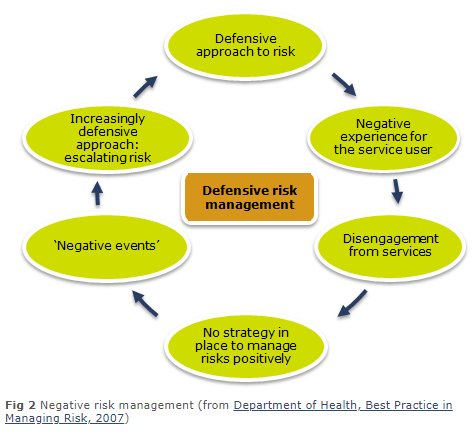 Defensive
approach to risk
Negative
experience for
the service user
Disengagement
from services
No strategy in
place to manage
risks positively
‘Negative events’
Increasingly
defensive
approach:
escalating risk
Defensive risk
management
Fig 2 Negative risk management (from Department of Health, Best Practice in
Managing Risk, 2007)